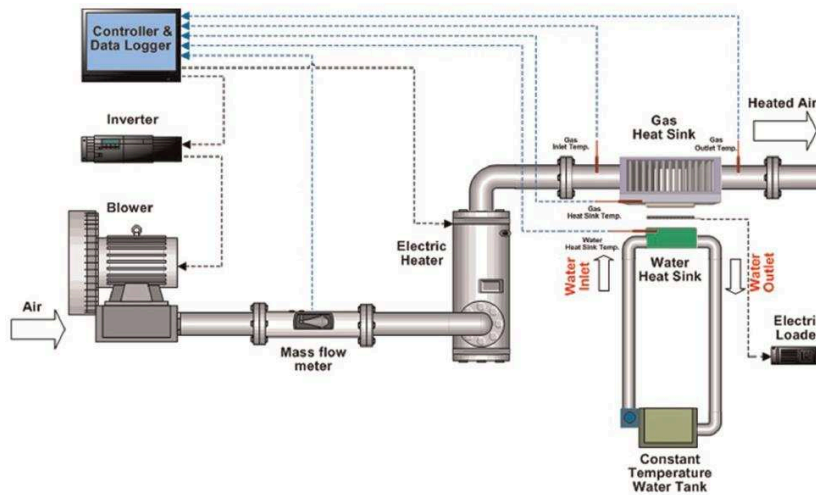 Controller &
Data Logger
Inverter
Blower
Air
Mass flow
meter
Electric
Heater
Gas
Inlet Temp.
Gas
Heat Sink
Gas
Outlet Temp.
Heated Air
Gas
Heat Sink Temp.
Water
Heat Sink Temp.
Water
Heat Sink
Water
Inlet
Water
Outlet
Electric
Loade
Constant
Temperature
Water Tank